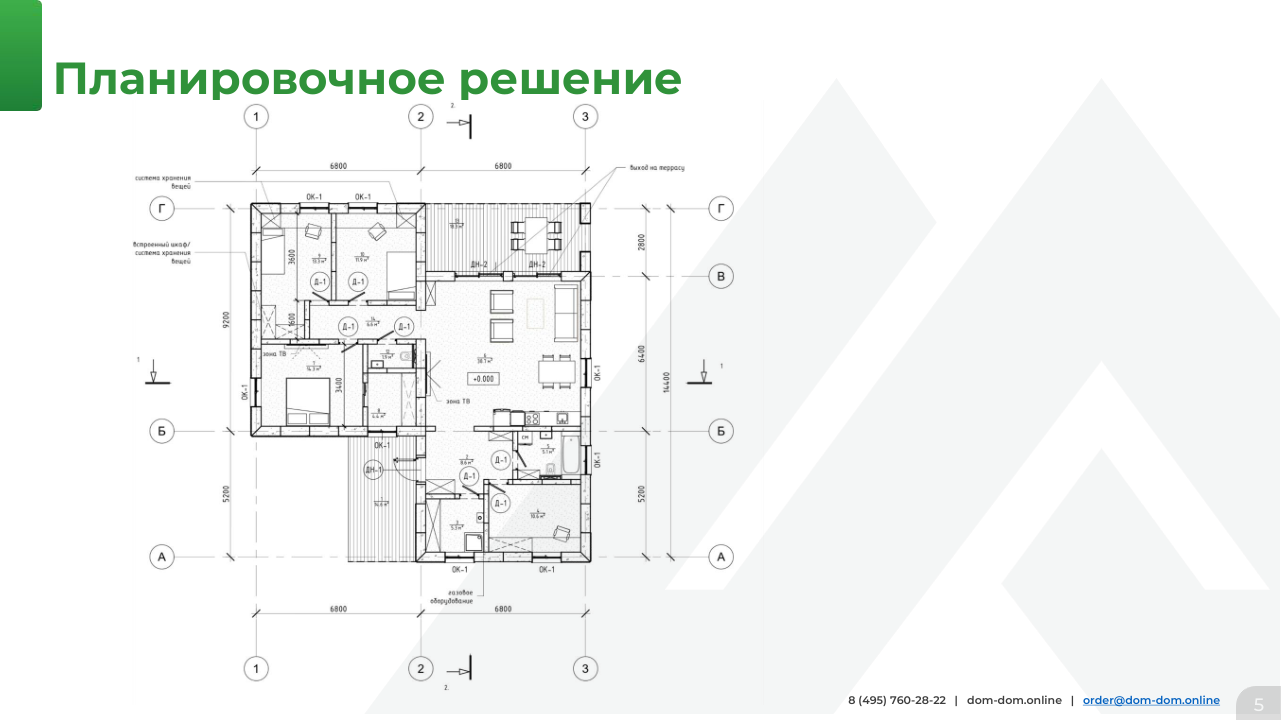 Планировочное решение
1
2
3
2.
6800
6800
система хранения
вещей
выход на террасу
ОК-1
ОК-1
Г
Г
встроенный шкаф/
система хранения
вещей
2800
ДН-2
ДН-2
3600
В
В
Д-1
Д-1
9200
1600
Д-1
Д-1
зона ТВ
6400
14400
1
1
3400
+0.000
ОК-1
ОК-1
зона ТВ
Б
Б
ОК-1
СМ
ДН-1
Д-1
Д-1
ОК-1
5200
5200
Д-1
А
А
ОК-1
ОК-1
газовое
оборудование
6800
6800
1
2
3
2.
8 (495) 760-28-22 | dom-dom.online | order@dom-dom.online
5